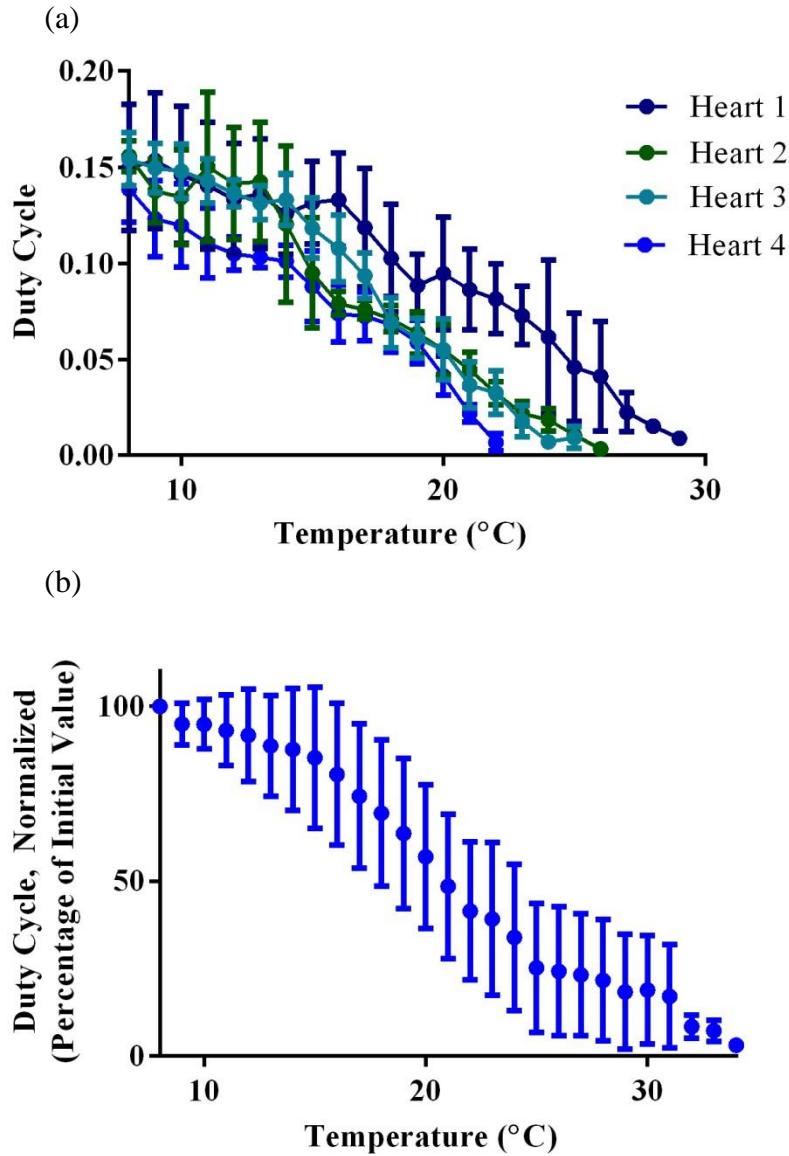 (a)
0.20
0.15
0.10
0.05
0.00
Duty Cycle
10
20
30
Temperature (°C)
Heart 1
Heart 2
Heart 3
Heart 4
(b)
100
50
0
Duty Cycle, Normalized
(Percentage of Initial Value)
10
20
30
Temperature (°C)